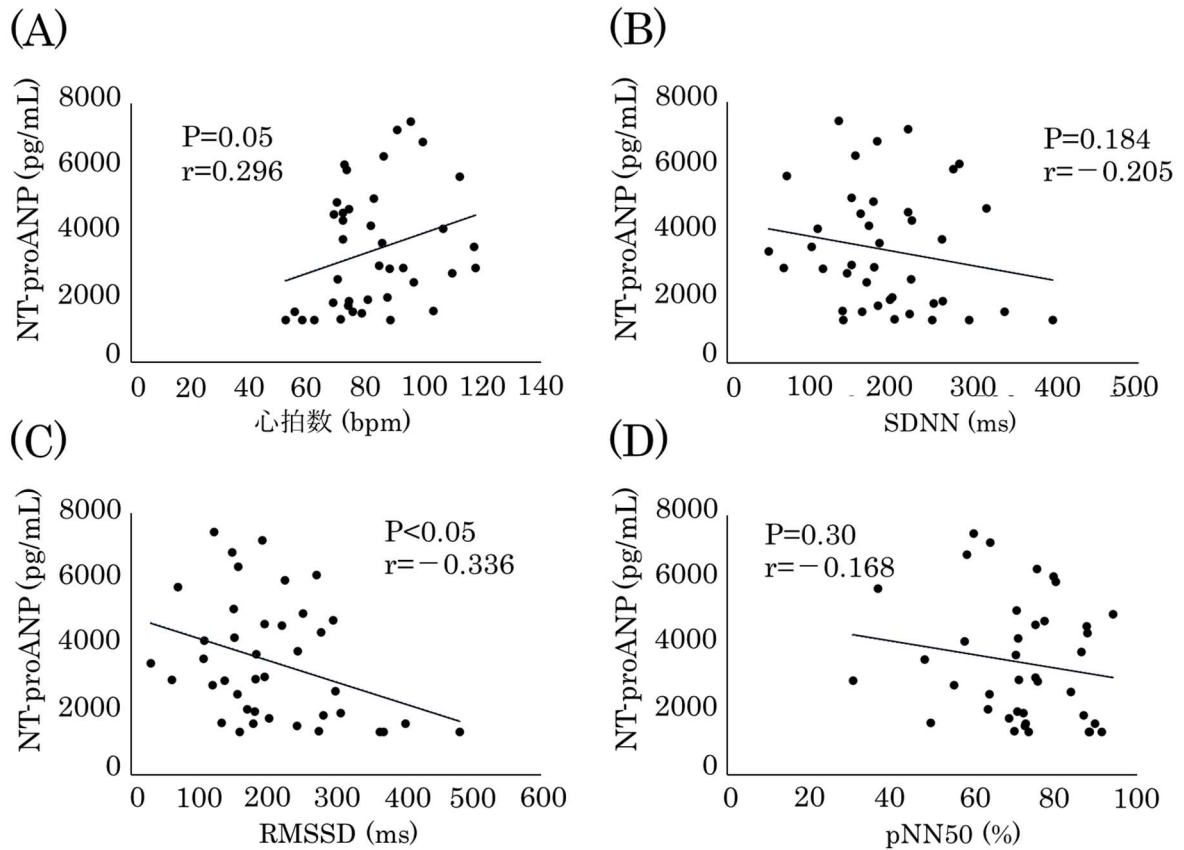 (A)
NT-proANP (pg/mL)
8000
6000
4000
2000
0
P=0.05
r=0.296
0 20 40 60 80 100 120 140
心拍数 (bpm)
(B)
NT-proANP (pg/mL)
8000
6000
4000
2000
0
P=0.184
r=−0.205
0 100 200 300 400 500
SDNN (ms)
(C)
NT-proANP (pg/mL)
8000
6000
4000
2000
0
P<0.05
r=−0.336
0 100 200 300 400 500 600
RMSSD (ms)
(D)
NT-proANP (pg/mL)
8000
6000
4000
2000
0
P=0.30
r=−0.168
0 20 40 60 80 100
pNN50 (%)